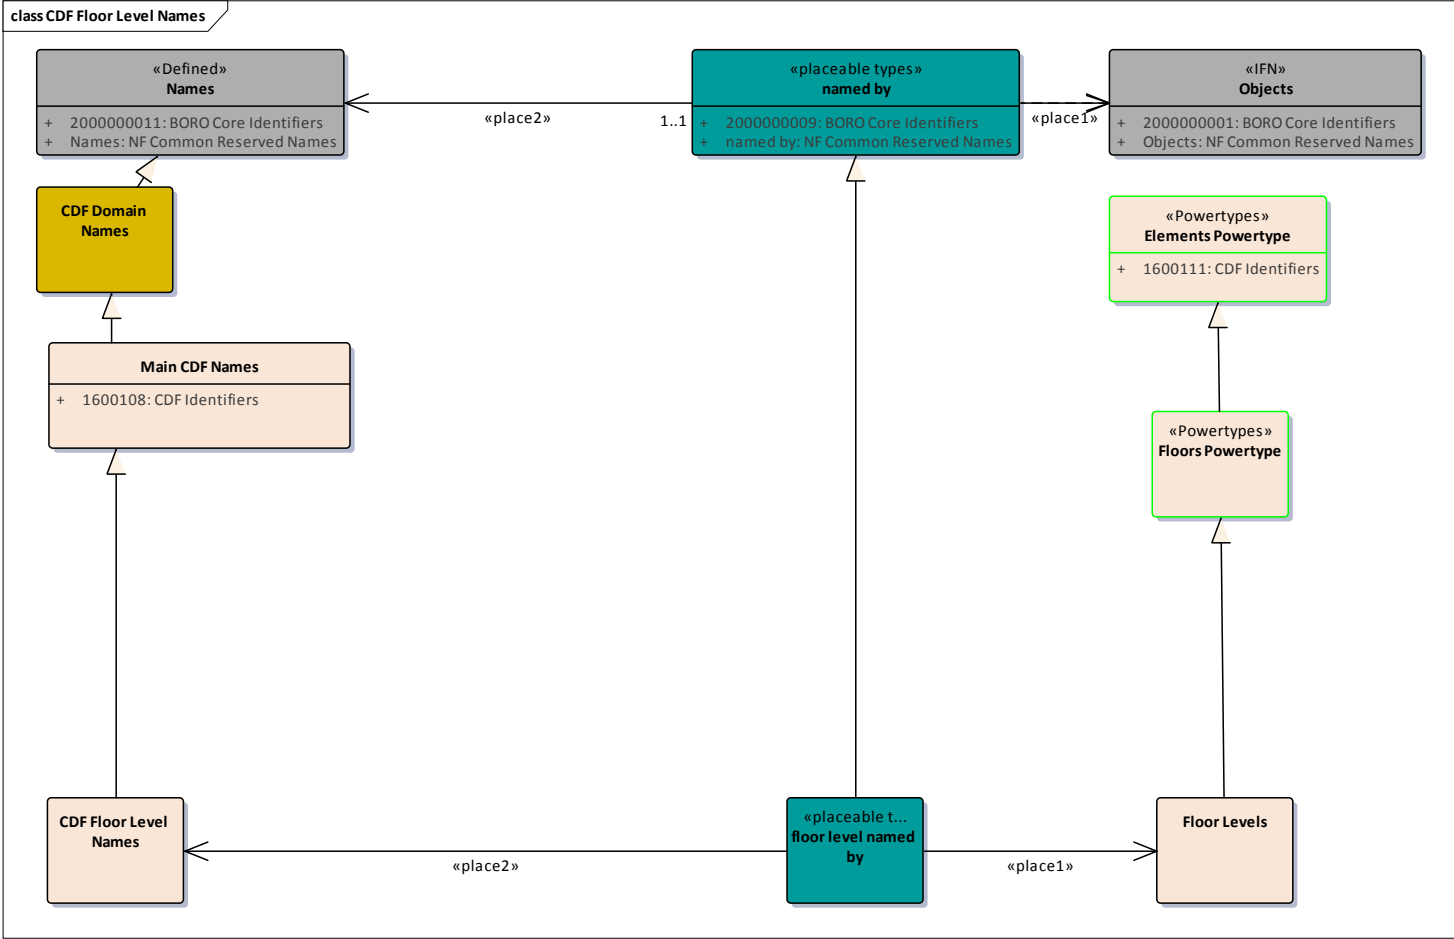 class CDF Floor Level Names
«Defined»
Names
+ 2000000011: BORO Core Identifiers
+ Names: NF Common Reserved Names
«place2»
1..1
«placeable types»
named by
+ 2000000009: BORO Core Identifiers
+ named by: NF Common Reserved Names
«place1»
«IFN»
Objects
+ 2000000001: BORO Core Identifiers
+ Objects: NF Common Reserved Names
CDF Domain
Names
«Powertypes»
Elements Powertype
+ 1600111: CDF Identifiers
Main CDF Names
+ 1600108: CDF Identifiers
«Powertypes»
Floors Powertype
CDF Floor Level
Names
«place2»
«placeable t...
floor level named
by
«place1»
Floor Levels